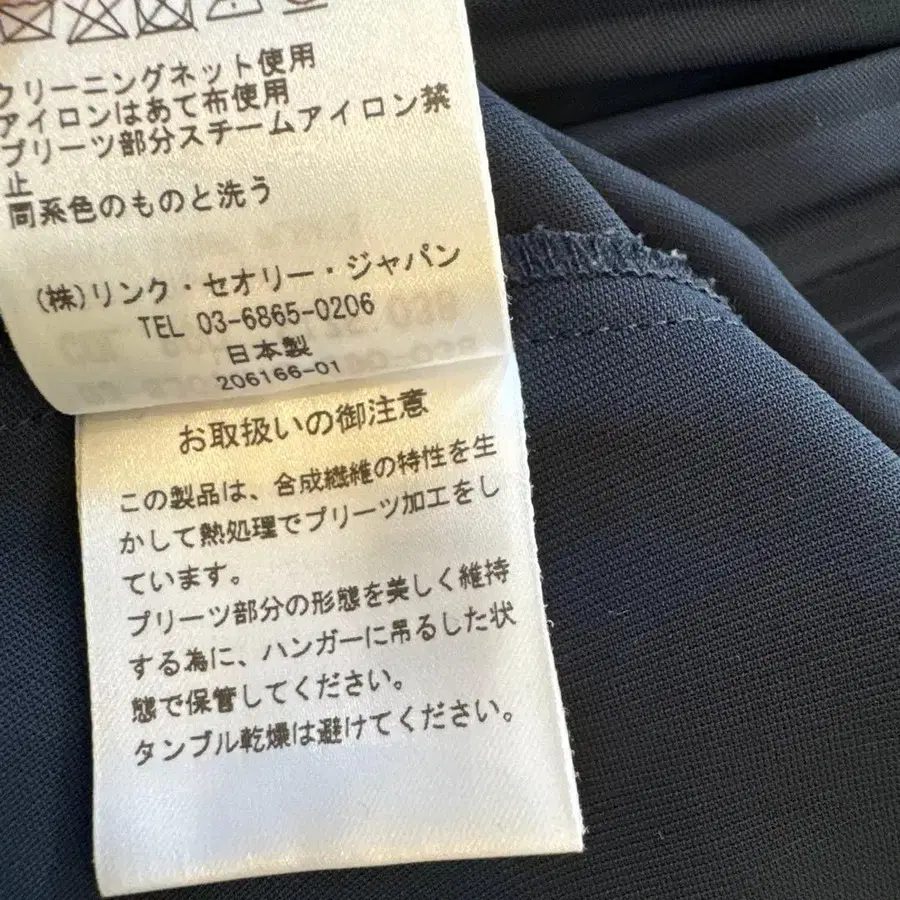 クリーニングネット使用
アイロンはあて布使用
プリーツ部分スチームアイロン禁
止
同系色のものと洗う
(株)リンク・セオリー・ジャパン
TEL 03-6865-0206
日本製
206166-01
お取扱いの御注意
この製品は、合成繊維の特性を生
かして熱処理でプリーツ加工をし
ています。
プリーツ部分の形態を美しく維持
する為に、ハンガーに吊るした状
態で保管してください。
タンブル乾燥は避けてください。